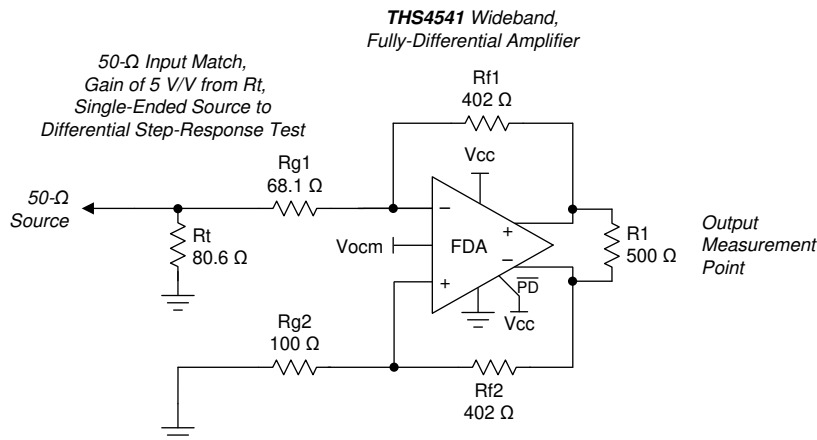 THS4541 Wideband,
Fully-Differential Amplifier
50-Ω Input Match,
Gain of 5 V/V from Rt,
Single-Ended Source to
Differential Step-Response Test
Rf1
402 Ω
Vcc
Rg1
68.1 Ω
50-Ω
Source
Rt
80.6 Ω
Vocm
−
+
FDA
+
−
PD
Vcc
R1
500 Ω
Output
Measurement
Point
Rg2
100 Ω
Rf2
402 Ω